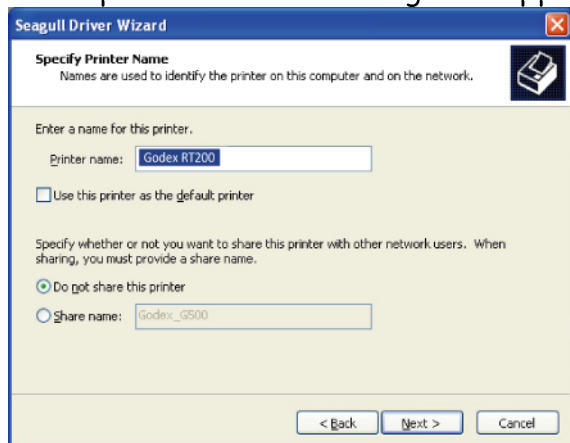 Seagull Driver Wizard
Specify Printer Name
Names are used to identify the printer on this computer and on the network.
Enter a name for this printer.
Printer name: Godex RT200
Use this printer as the default printer
Specify whether or not you want to share this printer with other network users. When
sharing, you must provide a share name.
Do not share this printer
Share name: Godex_G500
< Back Next > Cancel